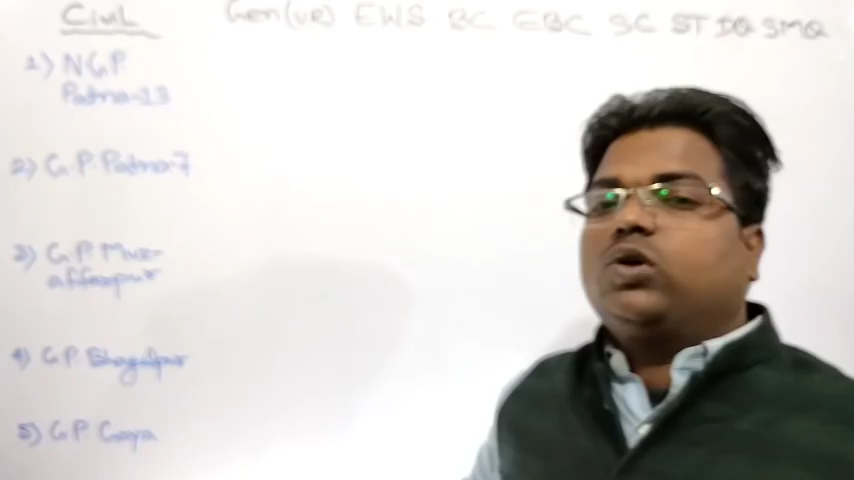 Civil Gen(UR) EWS BC EBC SC ST DQ SMQ
1) NGP
Patna-13
2) G.P. Patna-7
3) G.P. Muz-
affarpur
4) G.P. Bhagalpur
5) G.P. Gaya